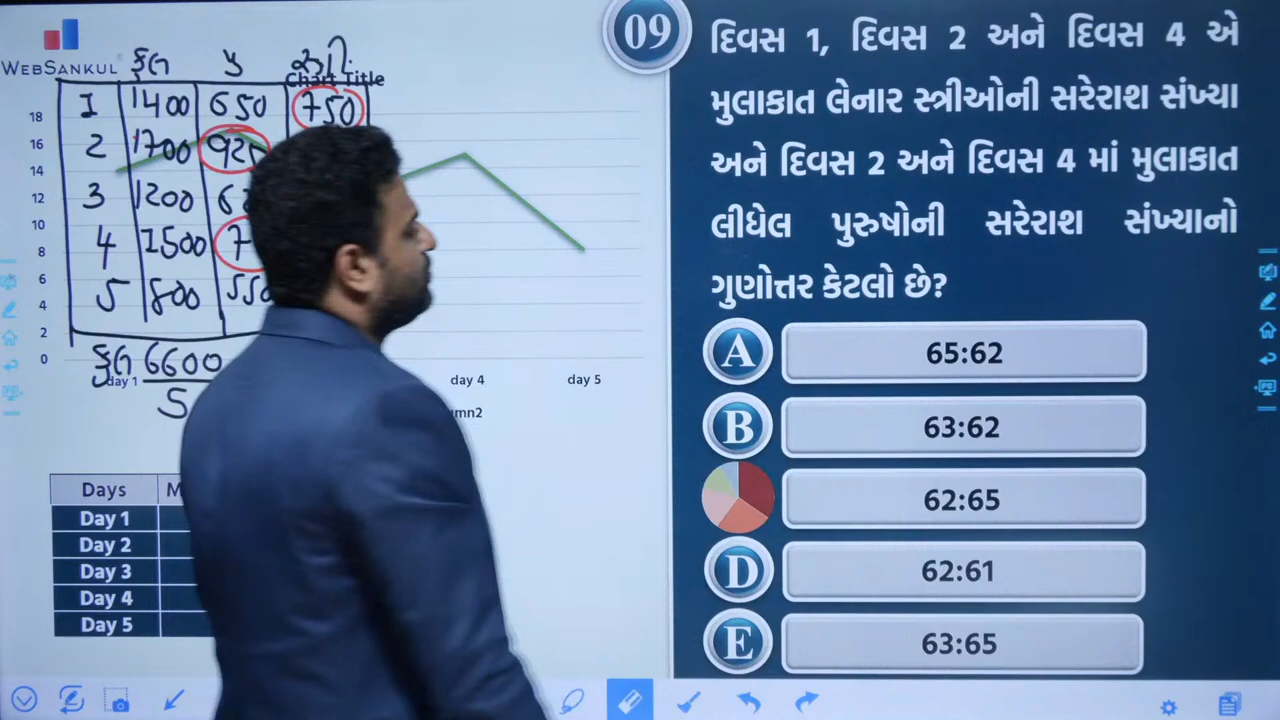 WEBSANKUL
કુલ પુ સ્ત્રી
Chart Title
1 1400 650 750
2 1700
3 1200
4 1500
5 800 550
કુલ 6600
5
18
16
14
12
10
8
6
4
2
0
day 1 day 4 day 5
Days
Day 1
Day 2
Day 3
Day 4
Day 5
09
દિવસ 1, દિવસ 2 અને દિવસ 4 એ
મુલાકાત લેનાર સ્ત્રીઓની સરેરાશ સંખ્યા
અને દિવસ 2 અને દિવસ 4 માં મુલાકાત
લીધેલ પુરુષોની સરેરાશ સંખ્યાનો
ગુણોત્તર કેટલો છે?
A 65:62
B 63:62
62:65
D 62:61
E 63:65